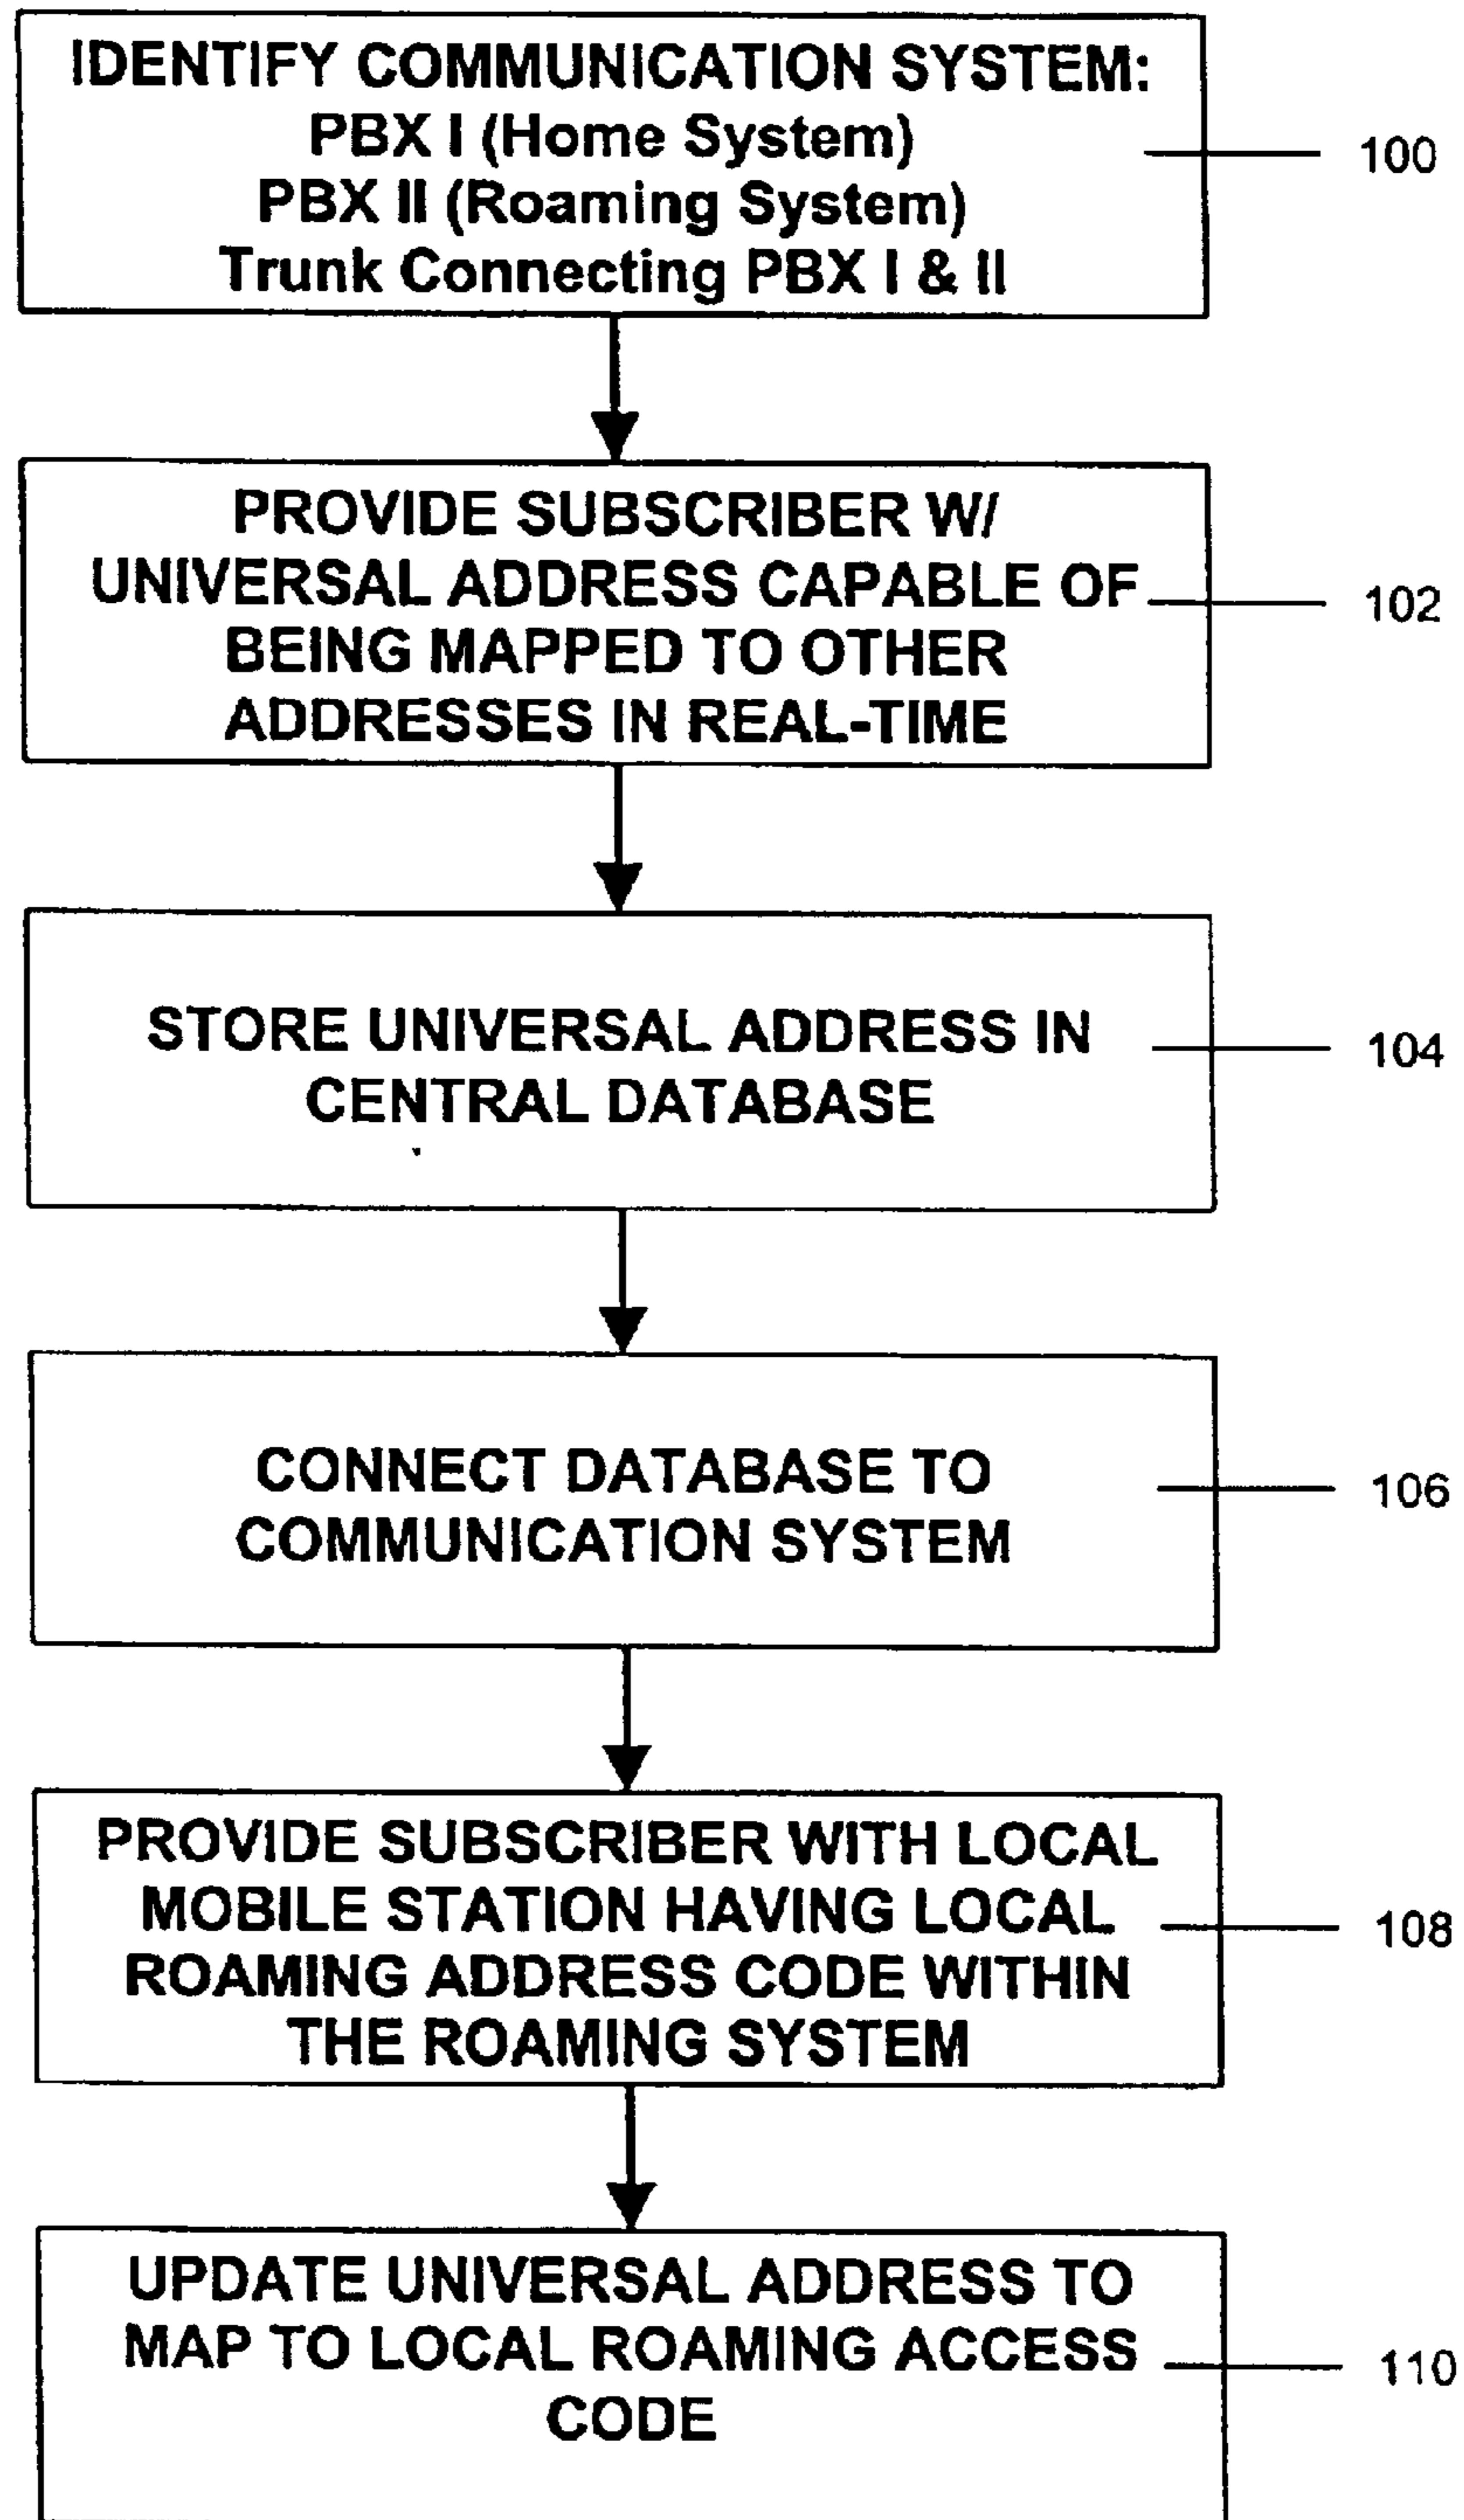 IDENTIFY COMMUNICATION SYSTEM:
PBX I (Home System)
PBX II (Roaming System)
Trunk Connecting PBX I & II
100
PROVIDE SUBSCRIBER W/
UNIVERSAL ADDRESS CAPABLE OF
BEING MAPPED TO OTHER
ADDRESSES IN REAL-TIME
102
STORE UNIVERSAL ADDRESS IN
CENTRAL DATABASE
104
CONNECT DATABASE TO
COMMUNICATION SYSTEM
106
PROVIDE SUBSCRIBER WITH LOCAL
MOBILE STATION HAVING LOCAL
ROAMING ADDRESS CODE WITHIN
THE ROAMING SYSTEM
108
UPDATE UNIVERSAL ADDRESS TO
MAP TO LOCAL ROAMING ACCESS
CODE
110